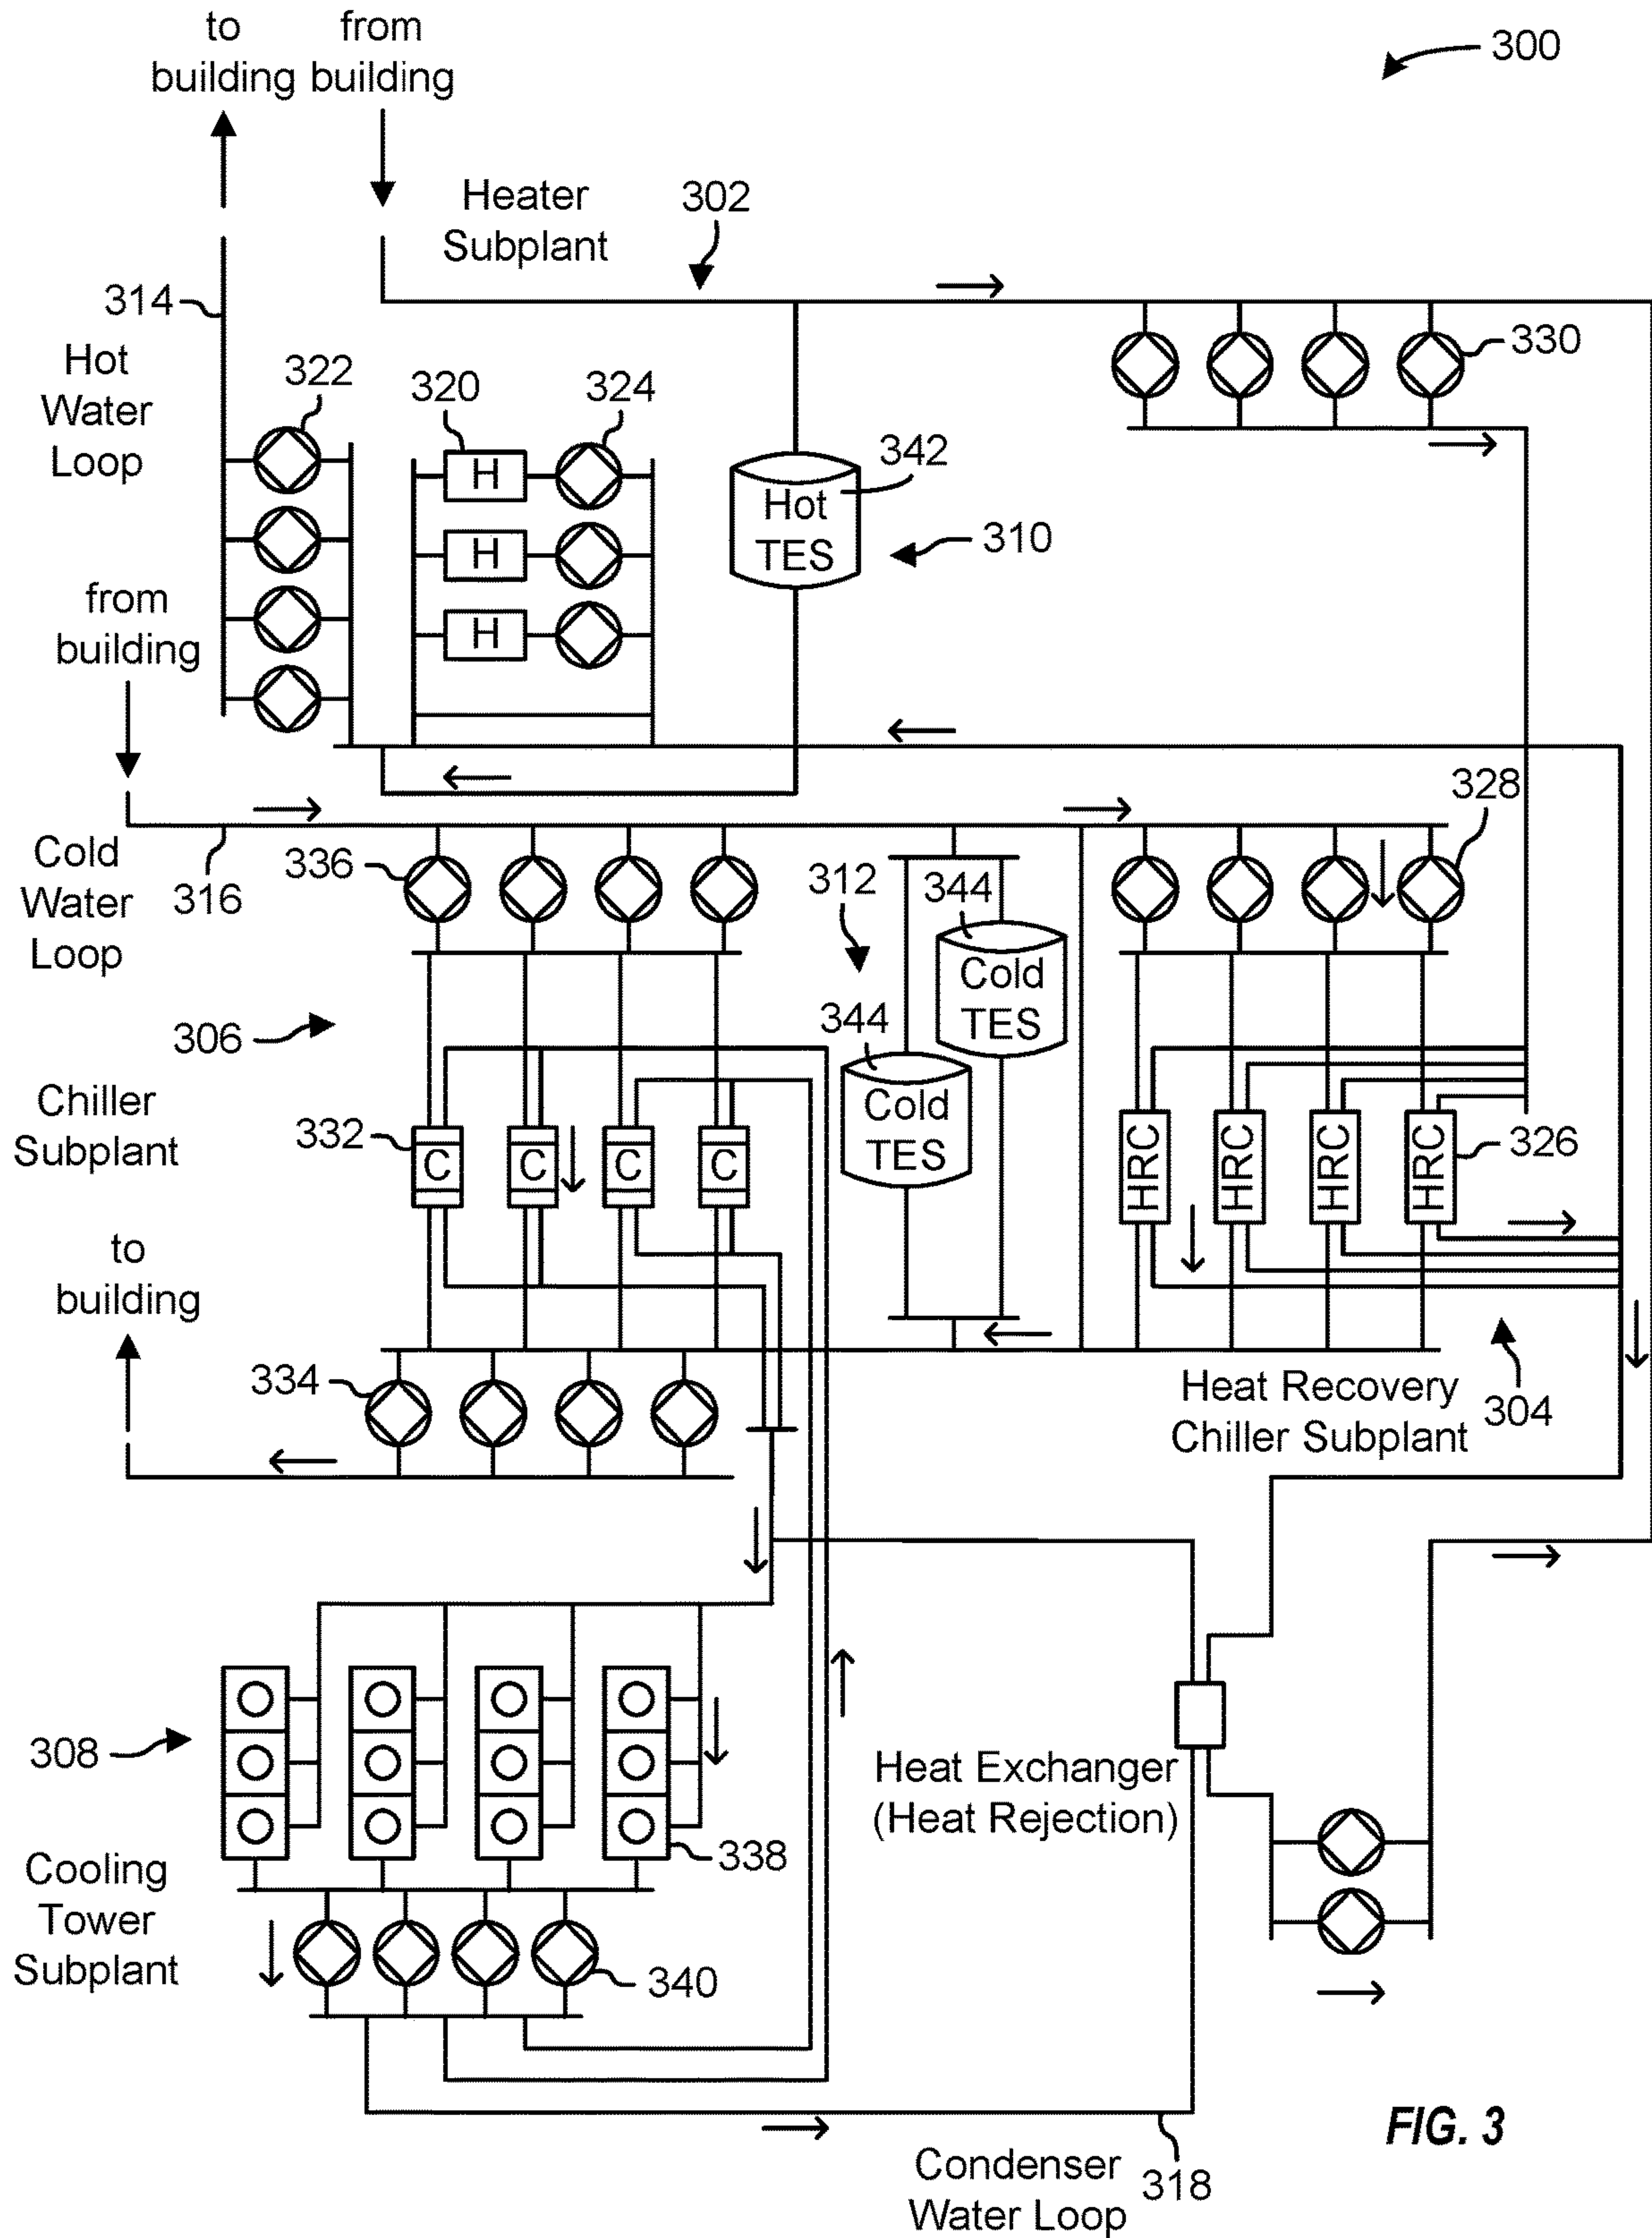 to from
building building
300
Heater
Subplant
302
314
Hot
Water
Loop
322
320
324
330
342
Hot
TES
310
H
H
H
from
building
328
Cold
Water
Loop
316
336
312
344
Cold
TES
344
Cold
TES
306
Chiller
Subplant
332
C
C
C
C
HRC
HRC
HRC
HRC
326
to
building
334
Heat Recovery
Chiller Subplant
304
308
Heat Exchanger
(Heat Rejection)
338
Cooling
Tower
Subplant
340
FIG. 3
Condenser
Water Loop
318